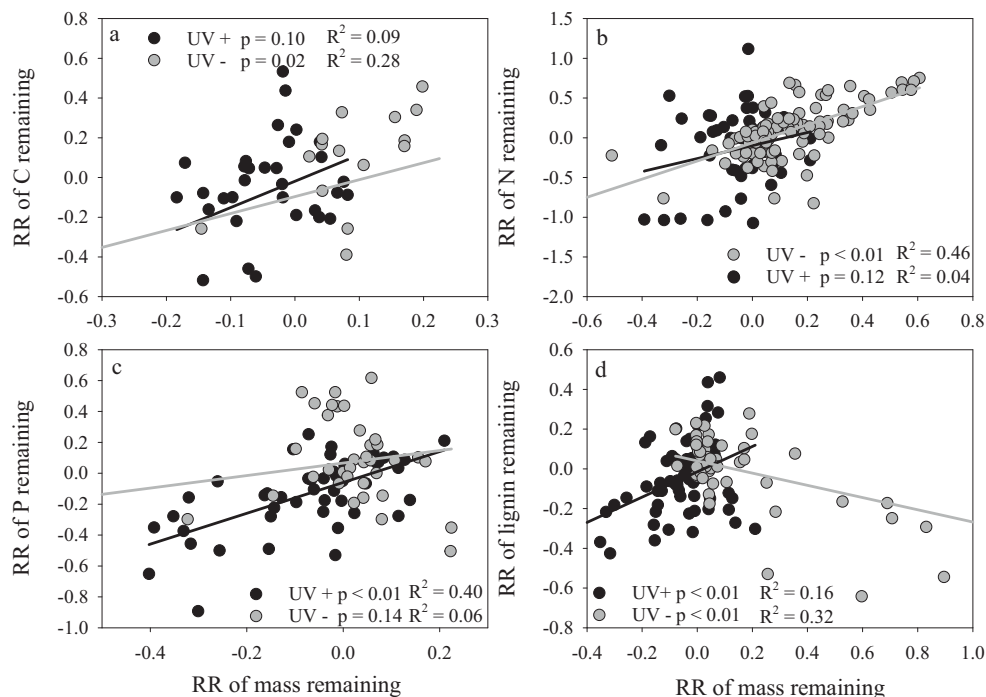 a
UV + p = 0.10 R² = 0.09
UV - p = 0.02 R² = 0.28
0.8
0.6
0.4
0.2
0.0
-0.2
-0.4
-0.6
RR of C remaining
-0.3 -0.2 -0.1 0.0 0.1 0.2 0.3
b
1.5
1.0
0.5
0.0
-0.5
-1.0
-2.0
RR of N remaining
UV - p < 0.01 R² = 0.46
UV + p = 0.12 R² = 0.04
-0.6 -0.4 -0.2 0.0 0.2 0.4 0.6 0.8
c
0.8
0.6
0.4
0.2
0.0
-0.2
-0.4
-0.6
-0.8
-1.0
RR of P remaining
UV + p < 0.01 R² = 0.40
UV - p = 0.14 R² = 0.06
-0.4 -0.2 0.0 0.2
RR of mass remaining
d
0.6
0.4
0.2
0.0
-0.2
-0.4
-0.6
-0.8
RR of lignin remaining
UV+ p < 0.01 R² = 0.16
UV - p < 0.01 R² = 0.32
-0.4 -0.2 0.0 0.2 0.4 0.6 0.8 1.0
RR of mass remaining